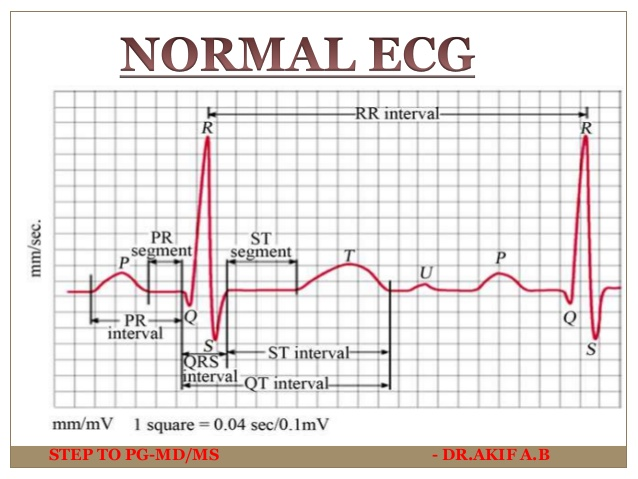 NORMAL ECG
RR interval
R
R
PR
segment
ST
segment
P
T
U
P
mm/sec.
Q
PR
interval
S
QRS
interval
ST interval
QT interval
Q
S
mm/mV 1 square = 0.04 sec/0.1mV
STEP TO PG-MD/MS - DR.AKIF A.B